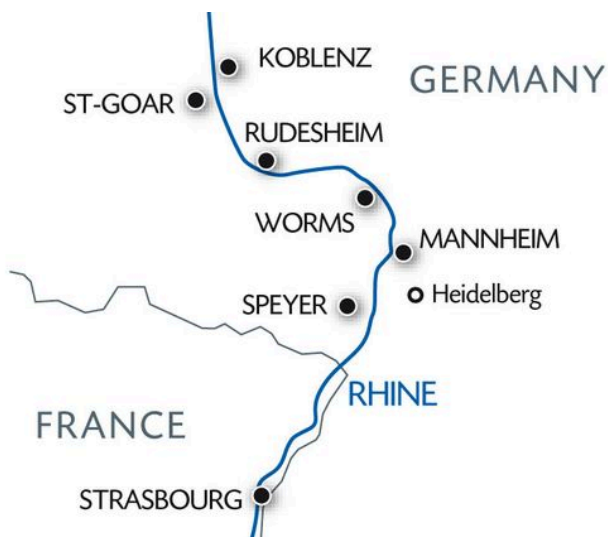 KOBLENZ
GERMANY
ST-GOAR
RUDESHEIM
WORMS
MANNHEIM
SPEYER
Heidelberg
RHINE
FRANCE
STRASBOURG